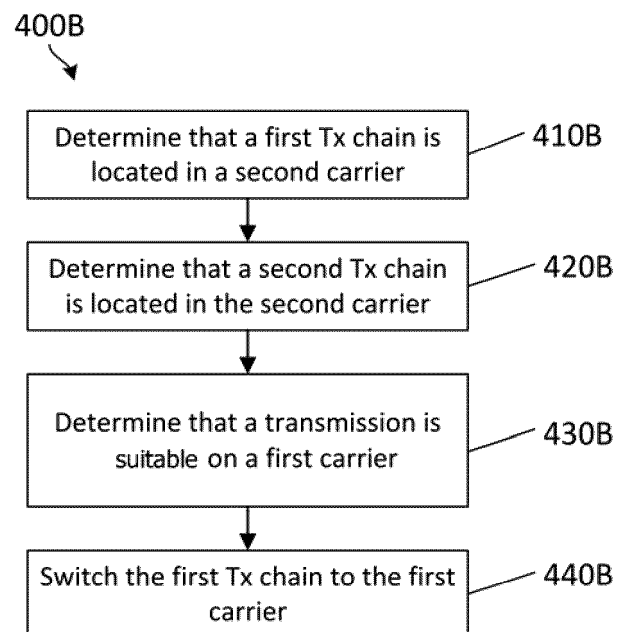 400B
Determine that a first Tx chain is
located in a second carrier
410B
Determine that a second Tx chain
is located in the second carrier
420B
Determine that a transmission is
suitable on a first carrier
430B
Switch the first Tx chain to the first
carrier
440B